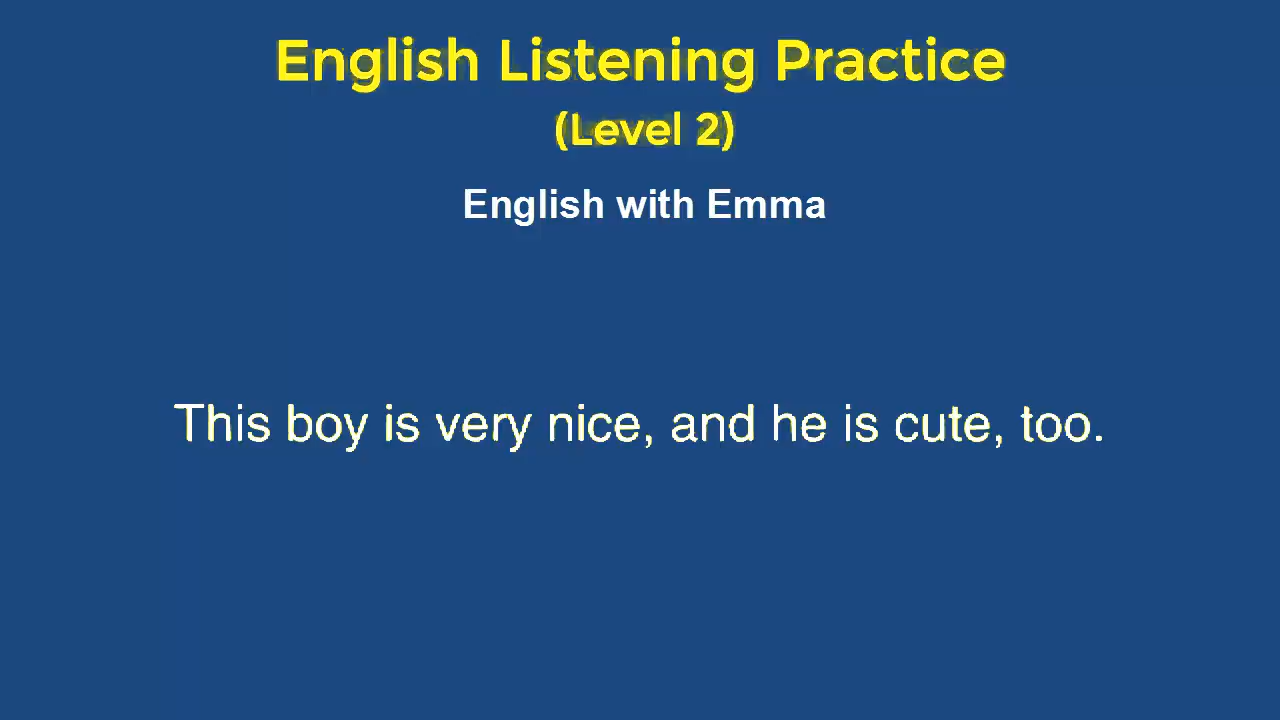 English Listening Practice
(Level 2)
English with Emma
This boy is very nice, and he is cute, too.